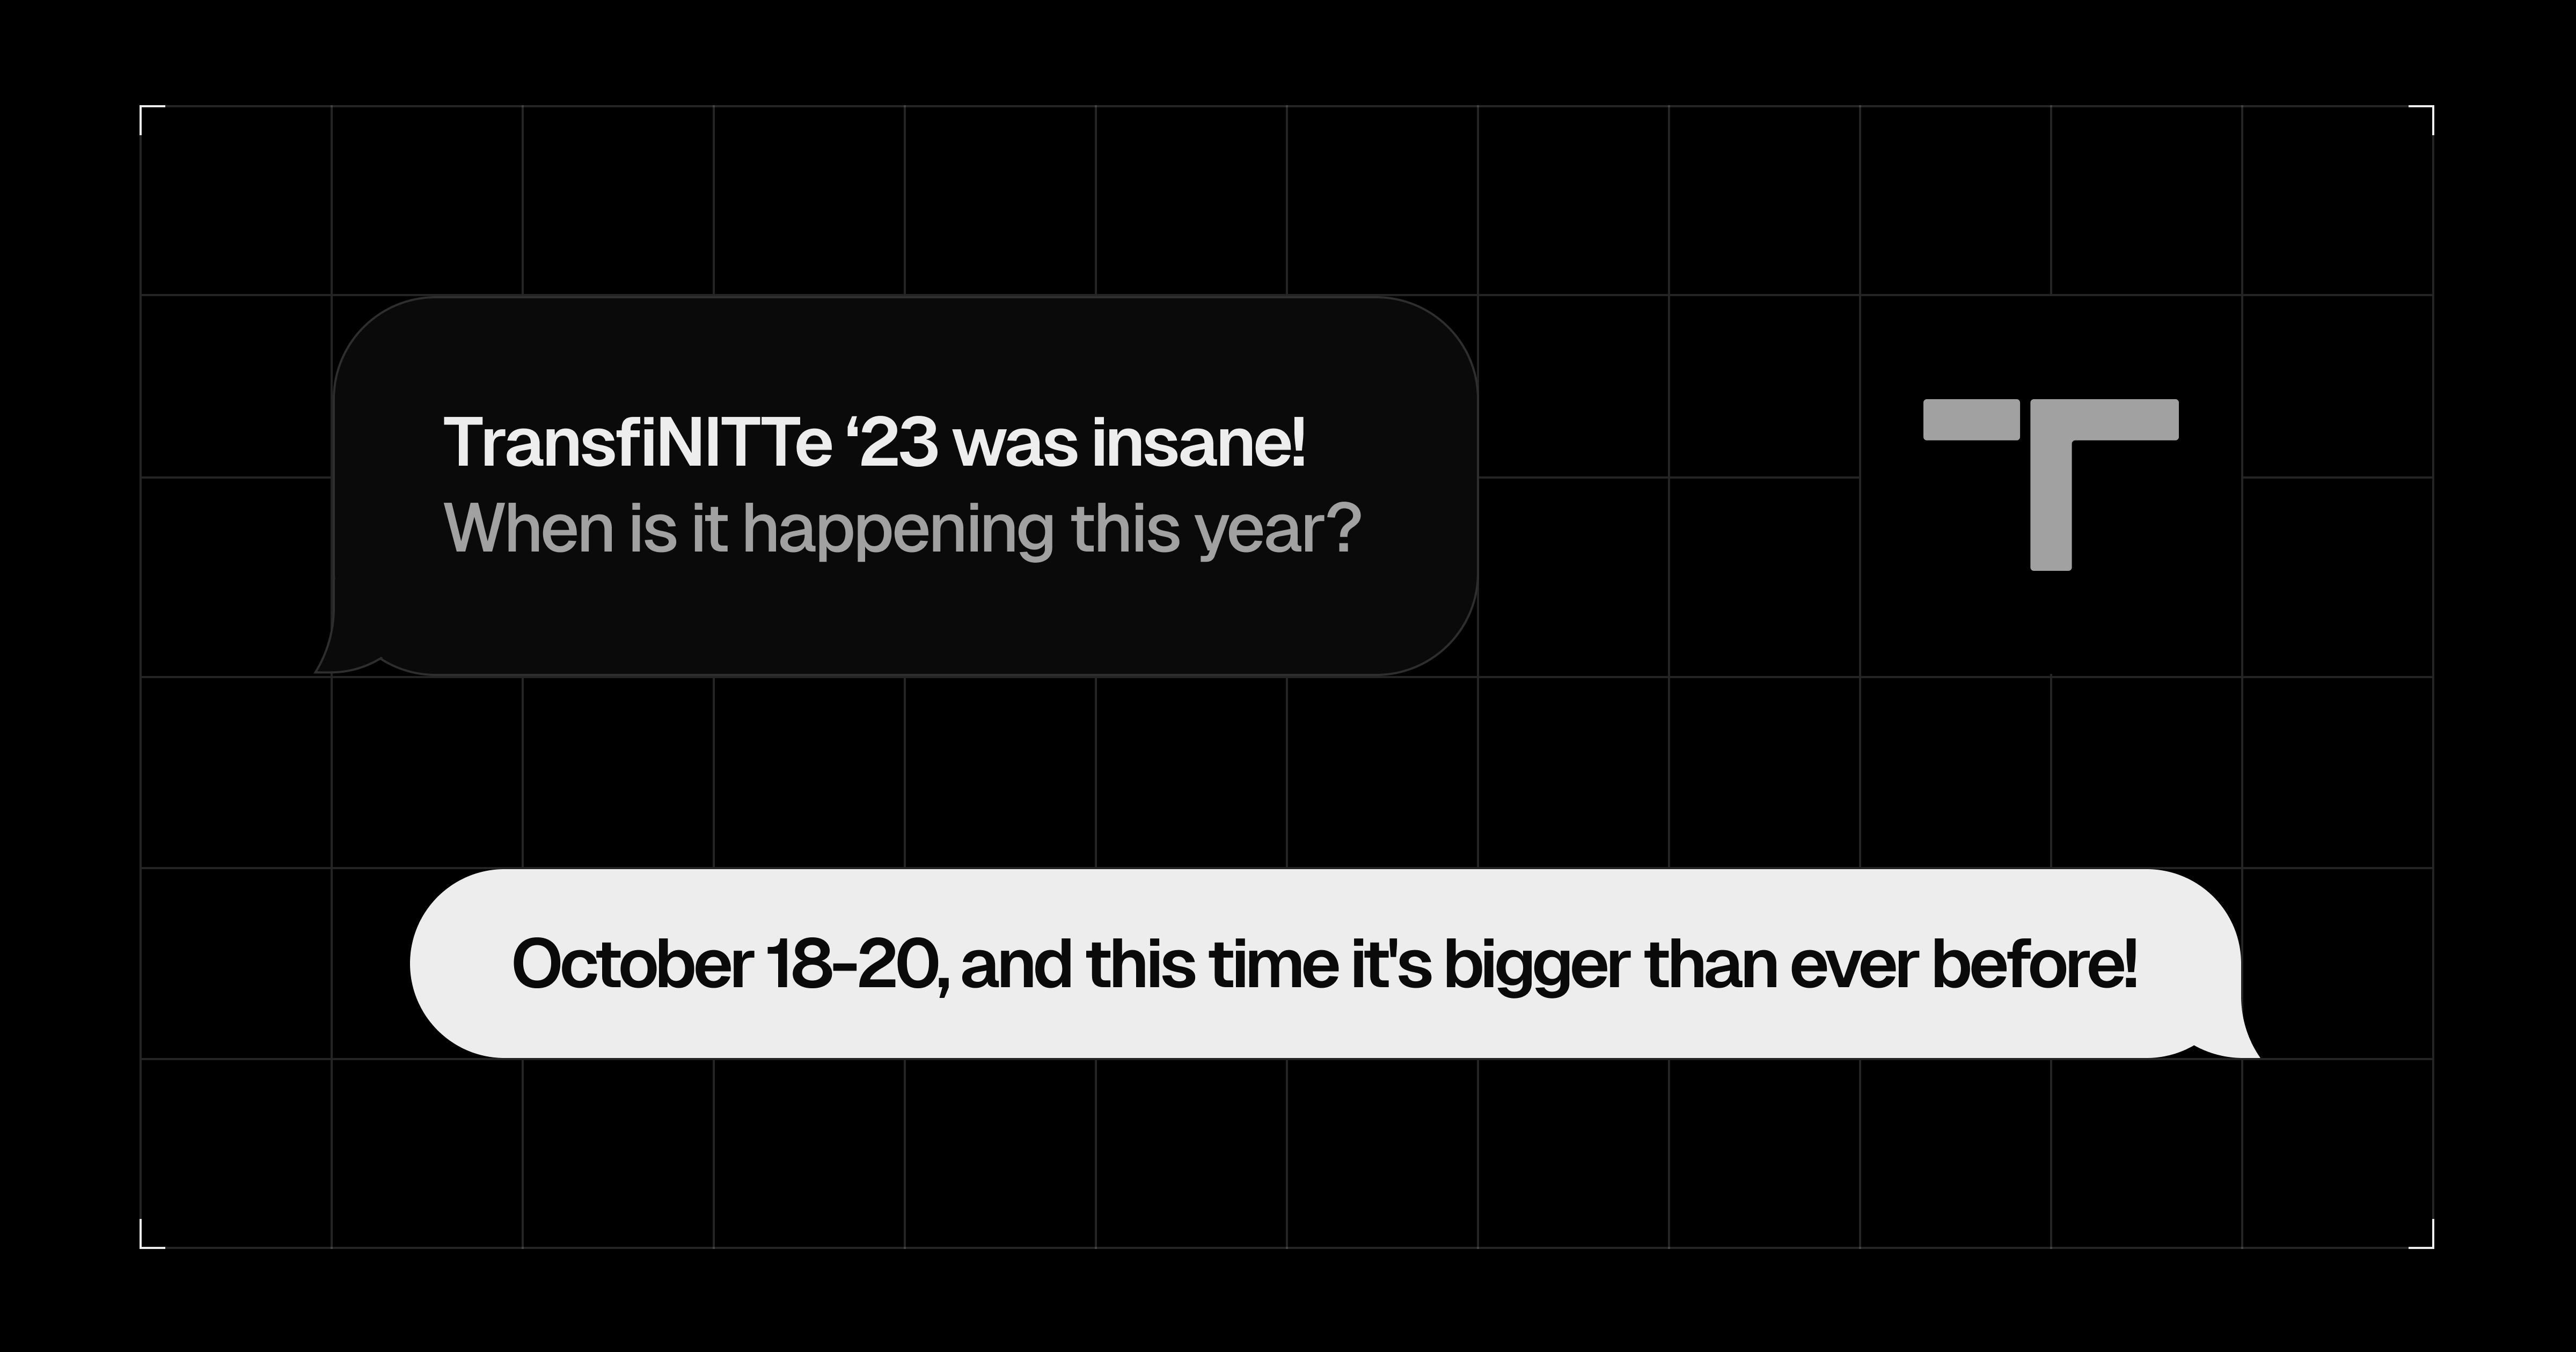 TransfiNITTe ‘23 was insane!
When is it happening this year?
October 18-20, and this time it's bigger than ever before!